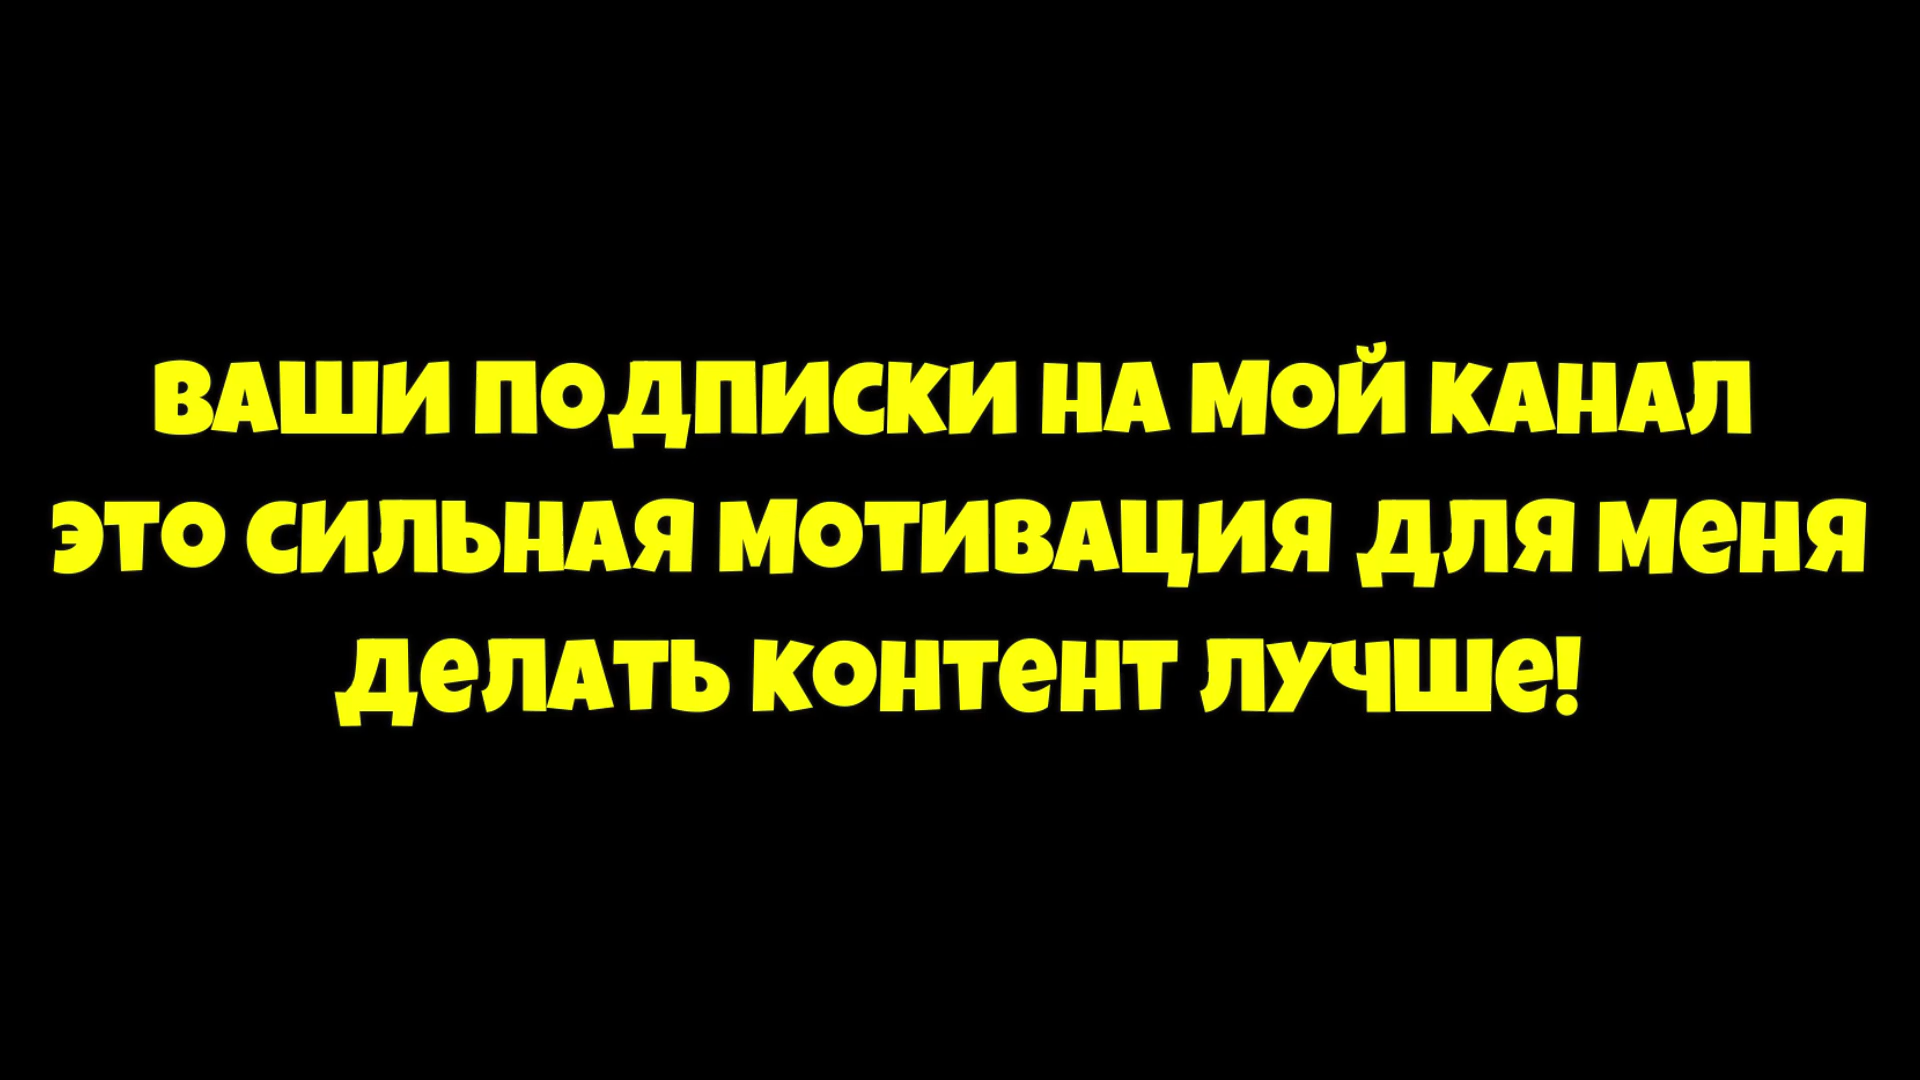 ВАШИ ПОДПИСКИ НА МОЙ КАНАЛ
ЭТО СИЛЬНАЯ МОТИВАЦИЯ ДЛЯ МЕНЯ
ДЕЛАТЬ КОНТЕНТ ЛУЧШЕ!